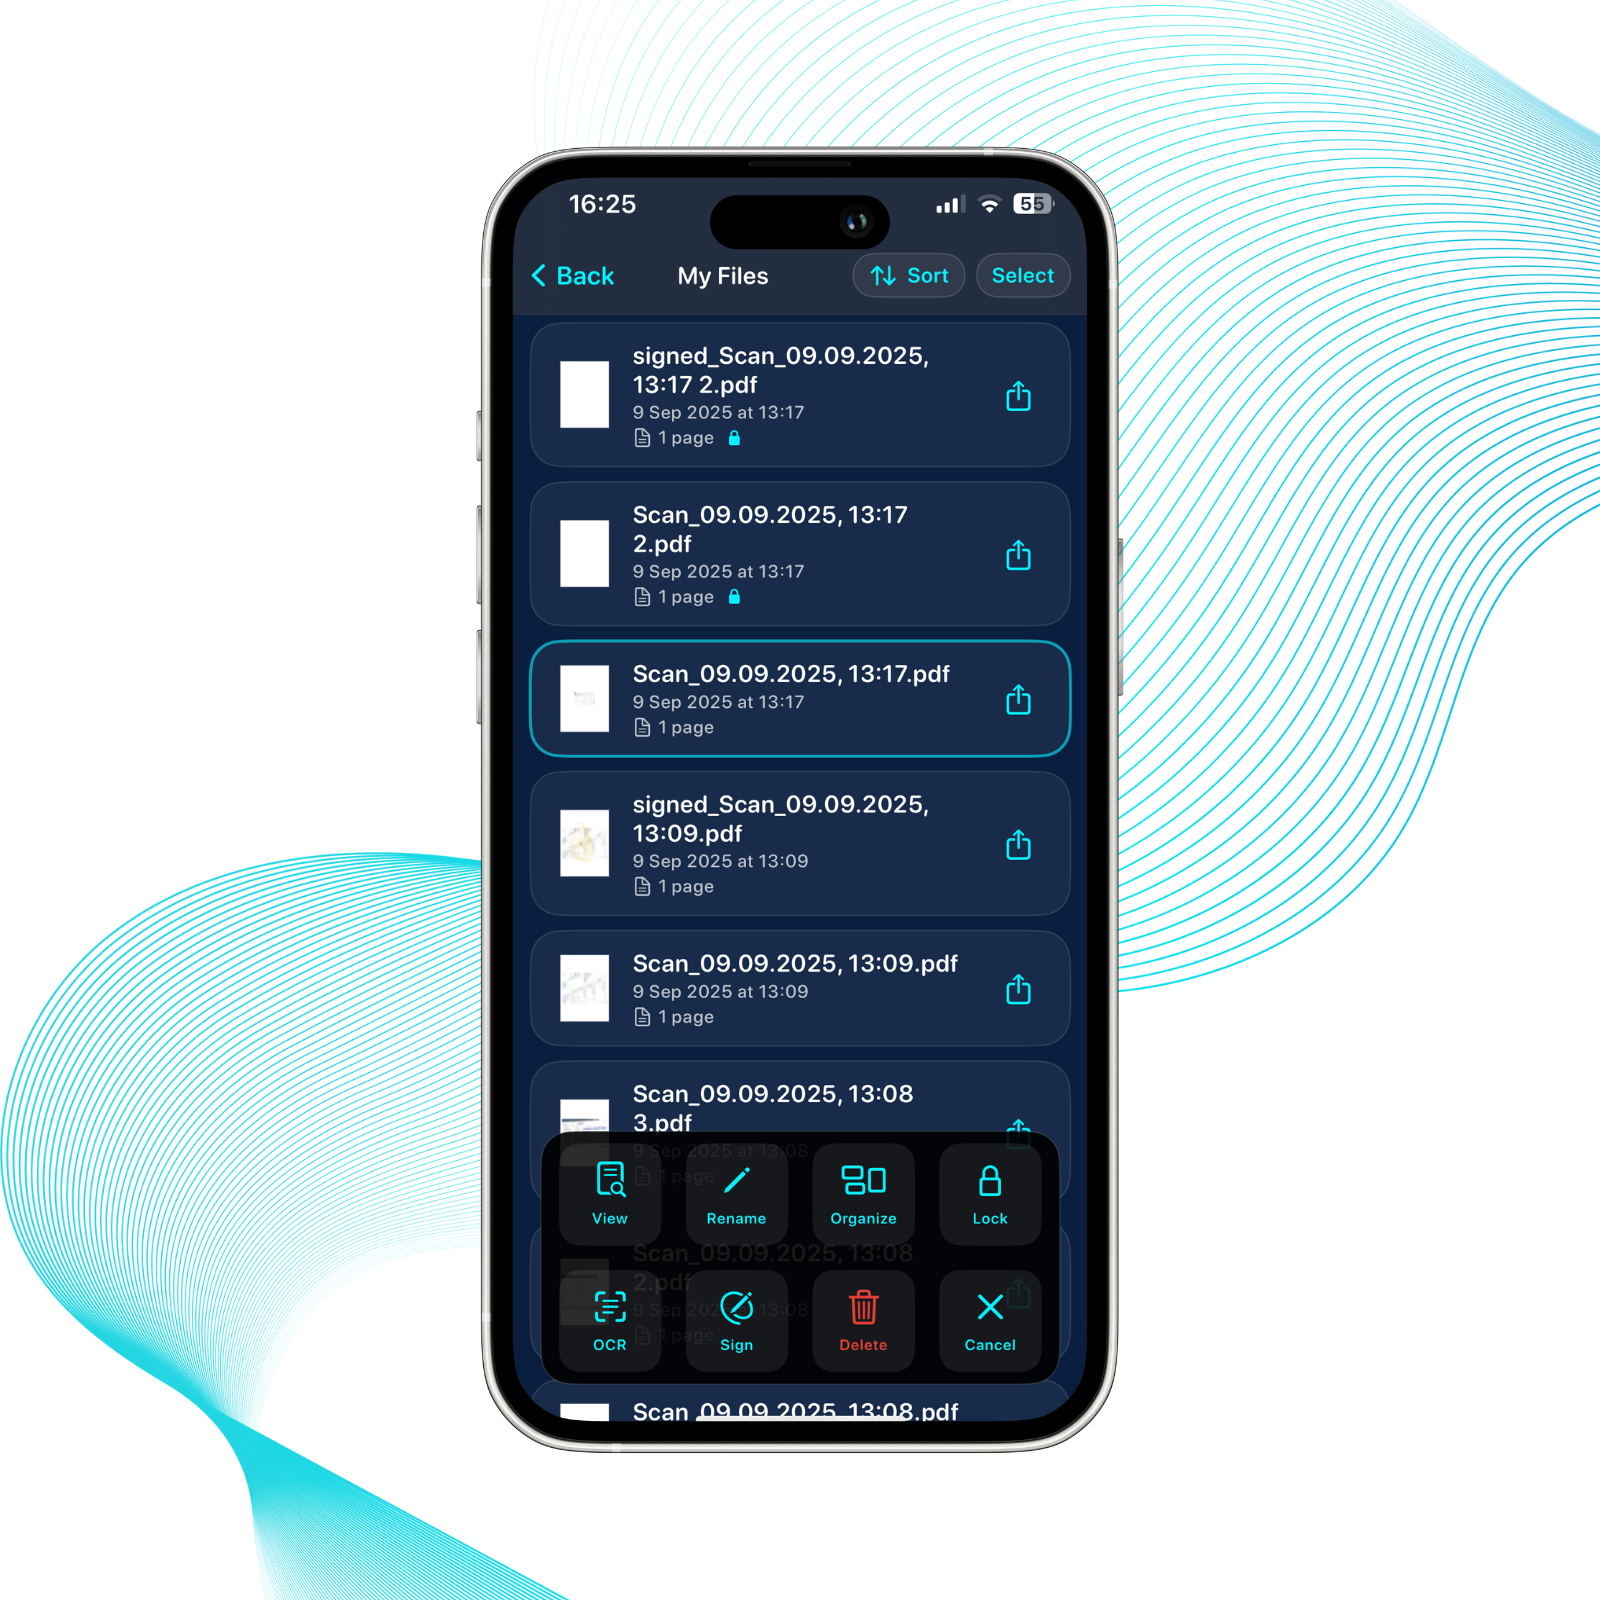 16:25
55
Back
My Files
Sort
Select
signed_Scan_09.09.2025,
13:17 2.pdf
9 Sep 2025 at 13:17
1 page
Scan_09.09.2025, 13:17
2.pdf
9 Sep 2025 at 13:17
1 page
Scan_09.09.2025, 13:17.pdf
9 Sep 2025 at 13:17
1 page
signed_Scan_09.09.2025,
13:09.pdf
9 Sep 2025 at 13:09
1 page
Scan_09.09.2025, 13:09.pdf
9 Sep 2025 at 13:09
1 page
Scan_09.09.2025, 13:08
3.pdf
9 Sep 2025 at 13:08
1 page
View
Rename
Organize
Lock
Scan_09.09.2025, 13:08
2.pdf
9 Sep 2025 at 13:08
1 page
OCR
Sign
Delete
Cancel
Scan_09.09.2025, 13:08.pdf